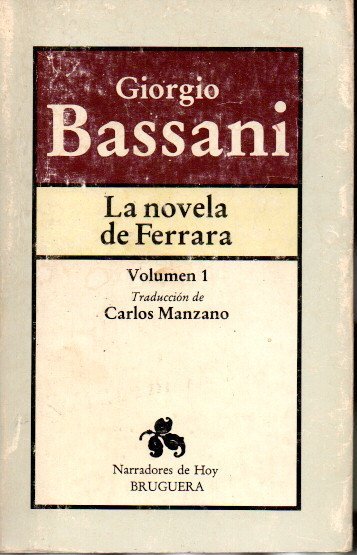 Giorgio
Bassani
La novela
de Ferrara
Volumen 1
Traducción de
Carlos Manzano
Narradores de Hoy
BRUGUERA